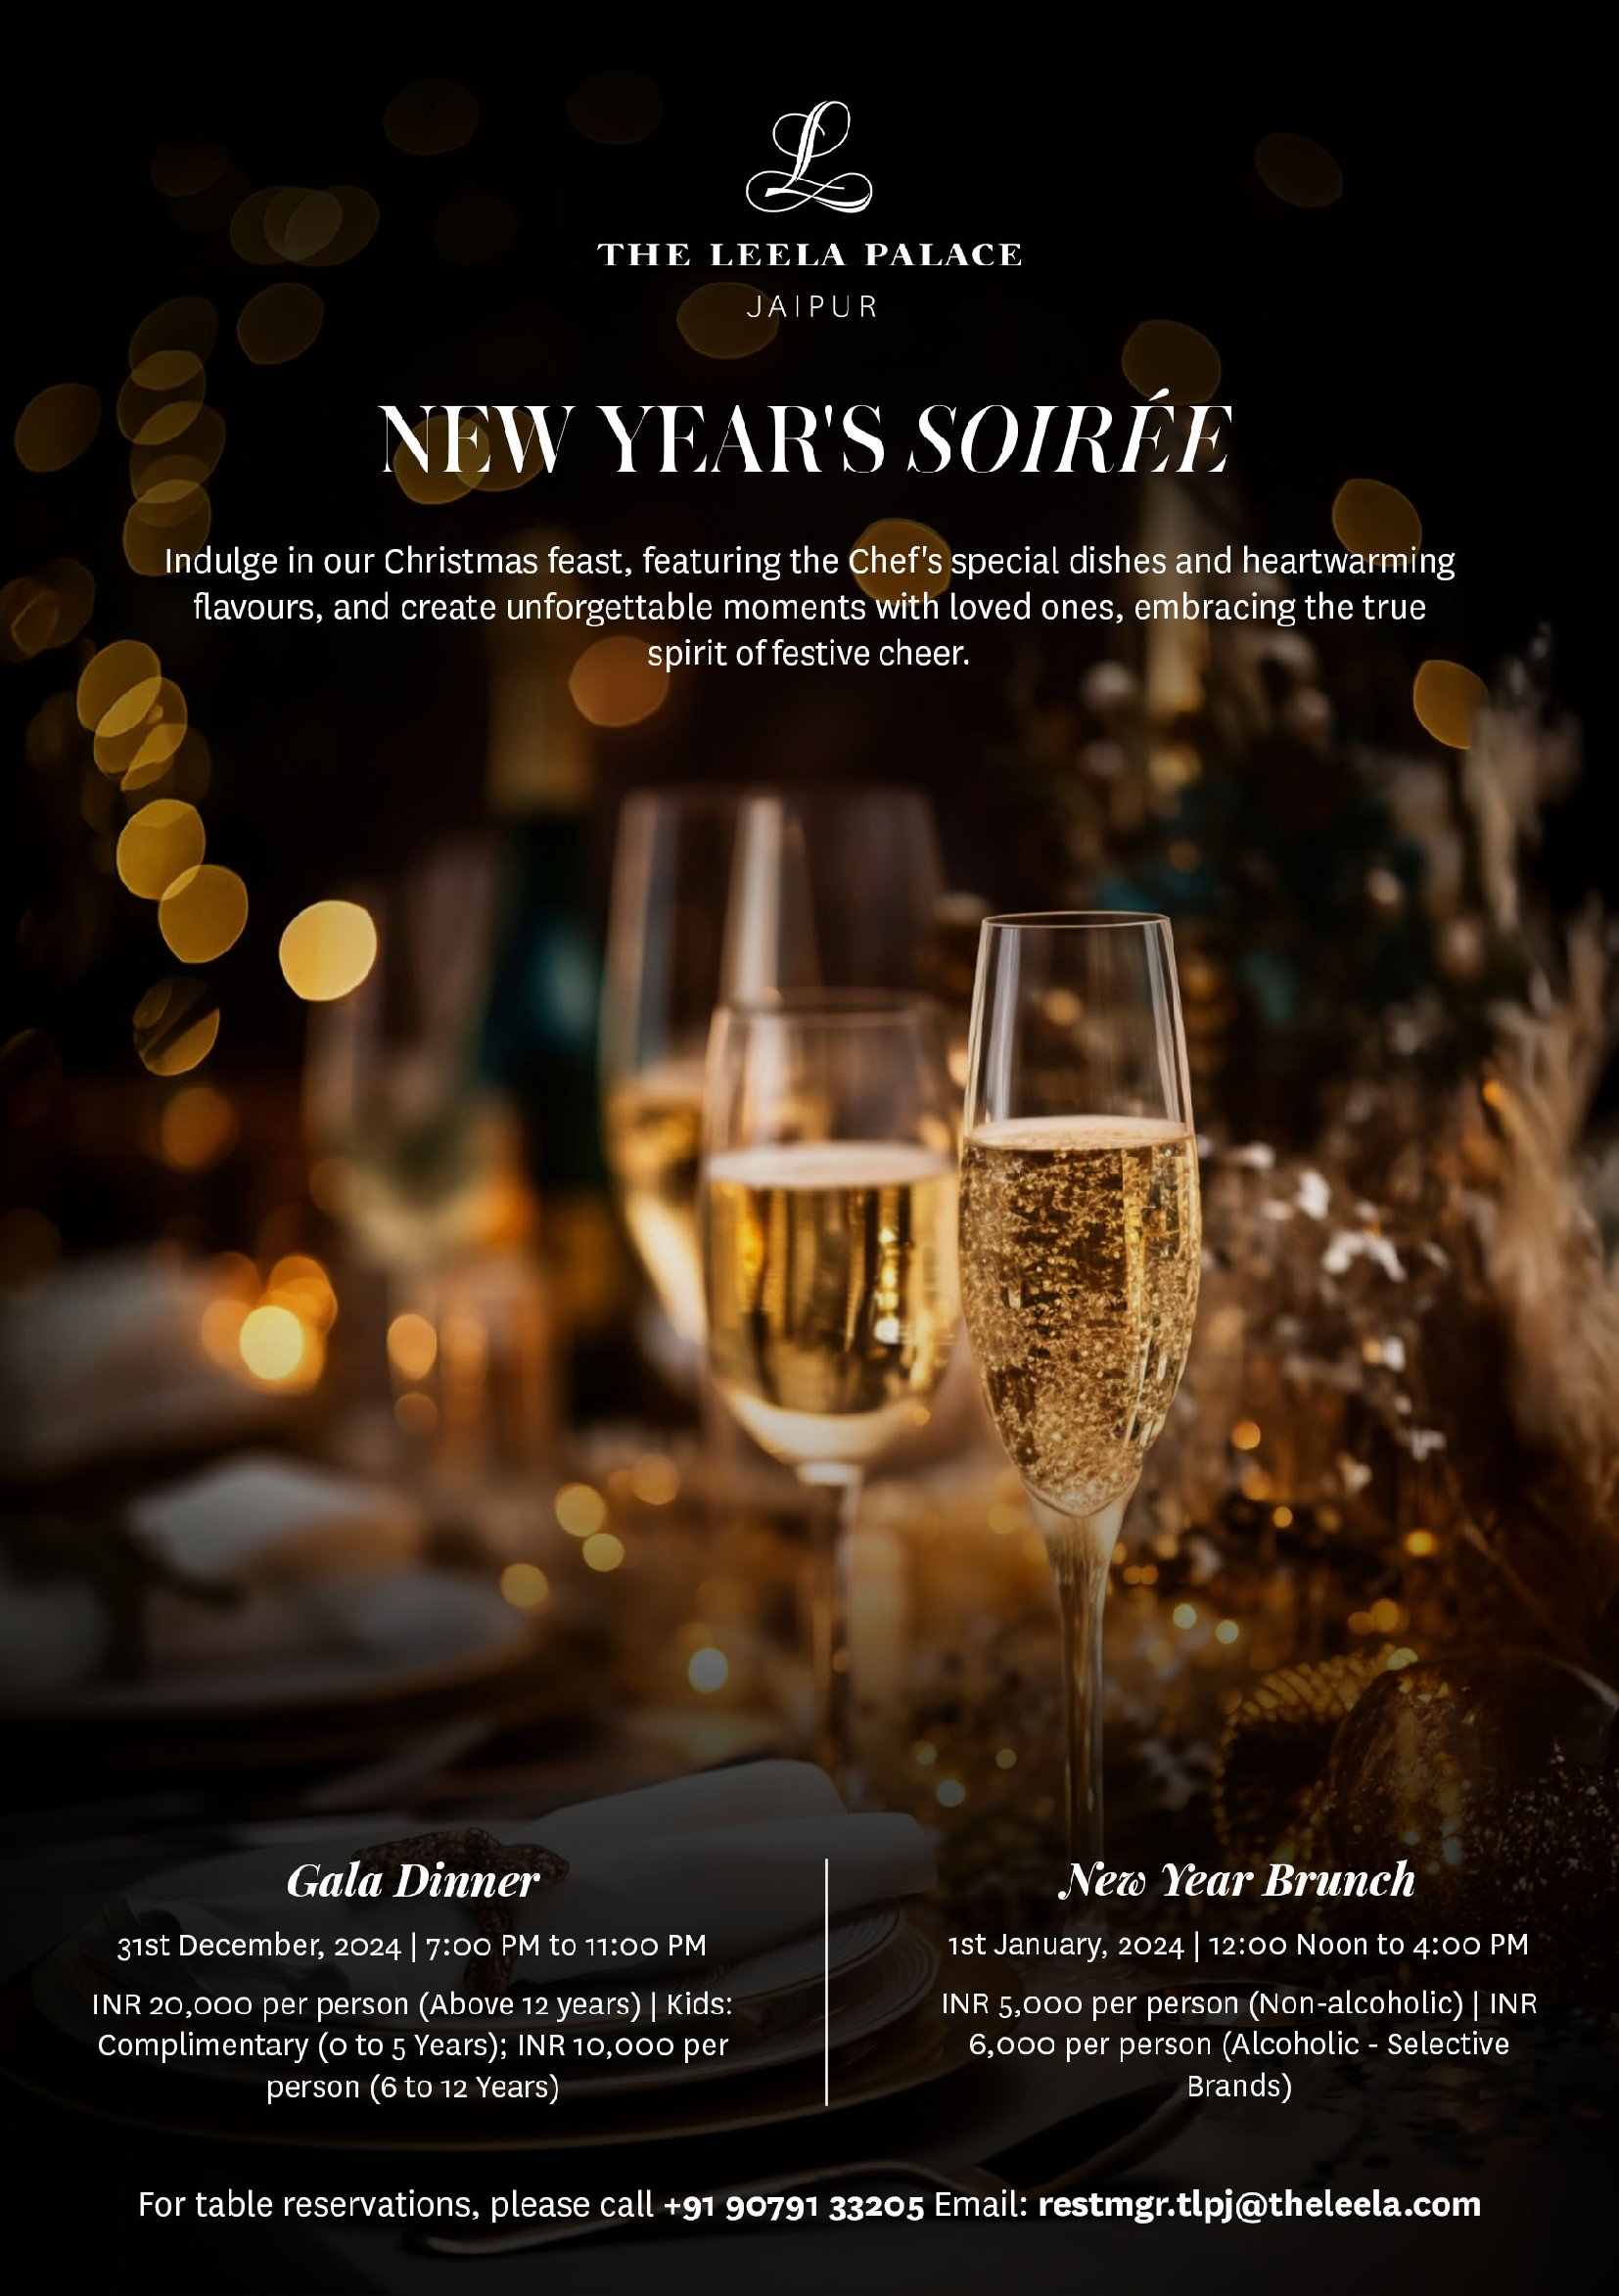 THE LEELA PALACE
JAIPUR
NEW YEAR'S SOIRÉE
Indulge in our Christmas feast, featuring the Chef's special dishes and heartwarming
flavours, and create unforgettable moments with loved ones, embracing the true
spirit of festive cheer.
Gala Dinner
31st December, 2024 | 7:00 PM to 11:00 PM
INR 20,000 per person (Above 12 years) | Kids:
Complimentary (0 to 5 Years); INR 10,000 per
person (6 to 12 Years)
New Year Brunch
1st January, 2024 | 12:00 Noon to 4:00 PM
INR 5,000 per person (Non-alcoholic) | INR
6,000 per person (Alcoholic - Selective
Brands)
For table reservations, please call +91 90791 33205 Email: restmgr.tlpj@theleela.com